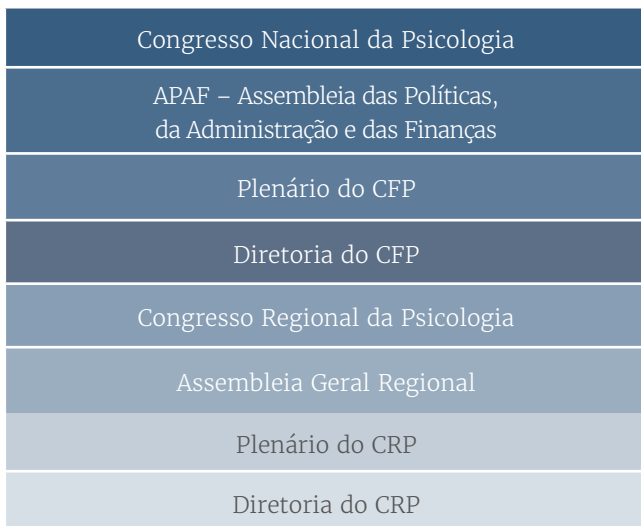 Congresso Nacional da Psicologia
APAF – Assembleia das Políticas,
da Administração e das Finanças
Plenário do CFP
Diretoria do CFP
Congresso Regional da Psicologia
Assembleia Geral Regional
Plenário do CRP
Diretoria do CRP